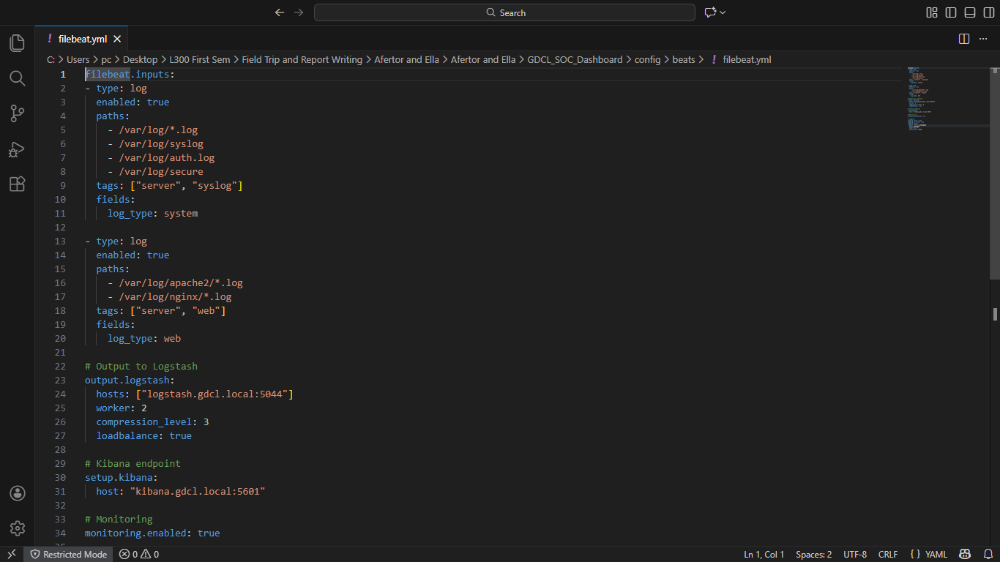 Search
! filebeat.yml
C: > Users > pc > Desktop > L300 First Sem > Field Trip and Report Writing > Afertor and Ella > Afertor and Ella > GDCL_SOC_Dashboard > config > beats > ! filebeat.yml
1 filebeat.inputs:
2 - type: log
3   enabled: true
4   paths:
5     - /var/log/*.log
6     - /var/log/syslog
7     - /var/log/auth.log
8     - /var/log/secure
9   tags: ["server", "syslog"]
10   fields:
11     log_type: system
12
13 - type: log
14   enabled: true
15   paths:
16     - /var/log/apache2/*.log
17     - /var/log/nginx/*.log
18   tags: ["server", "web"]
19   fields:
20     log_type: web
21
22 # Output to Logstash
23 output.logstash:
24   hosts: ["logstash.gdcl.local:5044"]
25   worker: 2
26   compression_level: 3
27   loadbalance: true
28
29 # Kibana endpoint
30 setup.kibana:
31   host: "kibana.gdcl.local:5601"
32
33 # Monitoring
34 monitoring.enabled: true
Restricted Mode 0 0 Ln 1, Col 1 Spaces: 2 UTF-8 CRLF { } YAML